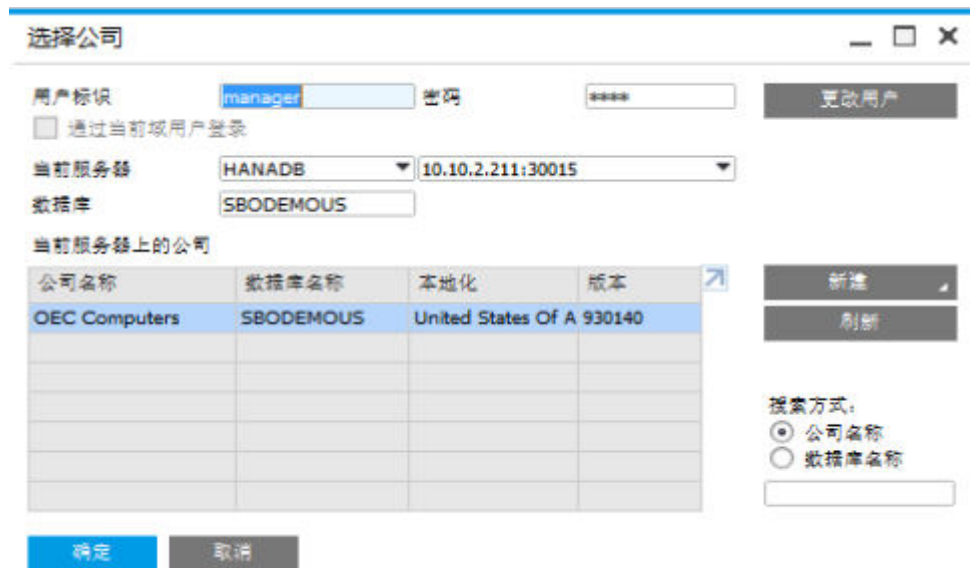 选择公司
用户标识 manager 密码 **** 更改用户
通过当前域用户登录
当前服务器 HANADB 10.10.2.211:30015
数据库 SBODEMOUS
当前服务器上的公司
公司名称 数据库名称 本地化 版本 新建
OEC Computers SBODEMOUS United States Of A 930140 刷新
搜索方式:
公司名称
数据库名称
确定 取消